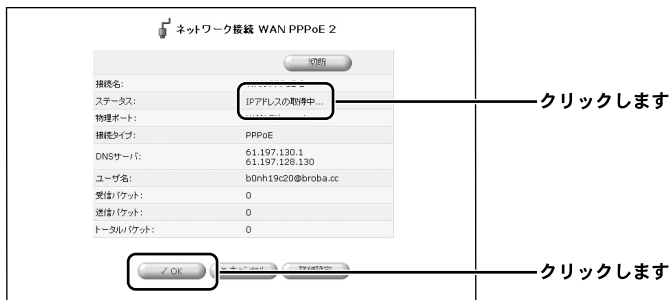 ネットワーク接続 WAN PPPoE 2
切断
接続名:
ステータス: IPアドレスの取得中... クリックします
物理ポート:
接続タイプ: PPPoE
DNSサーバ: 61.197.130.1
61.197.128.130
ユーザ名: b0nh19c20@broba.cc
受信パケット: 0
送信パケット: 0
トータルパケット: 0
✓ OK 詳細設定 クリックします